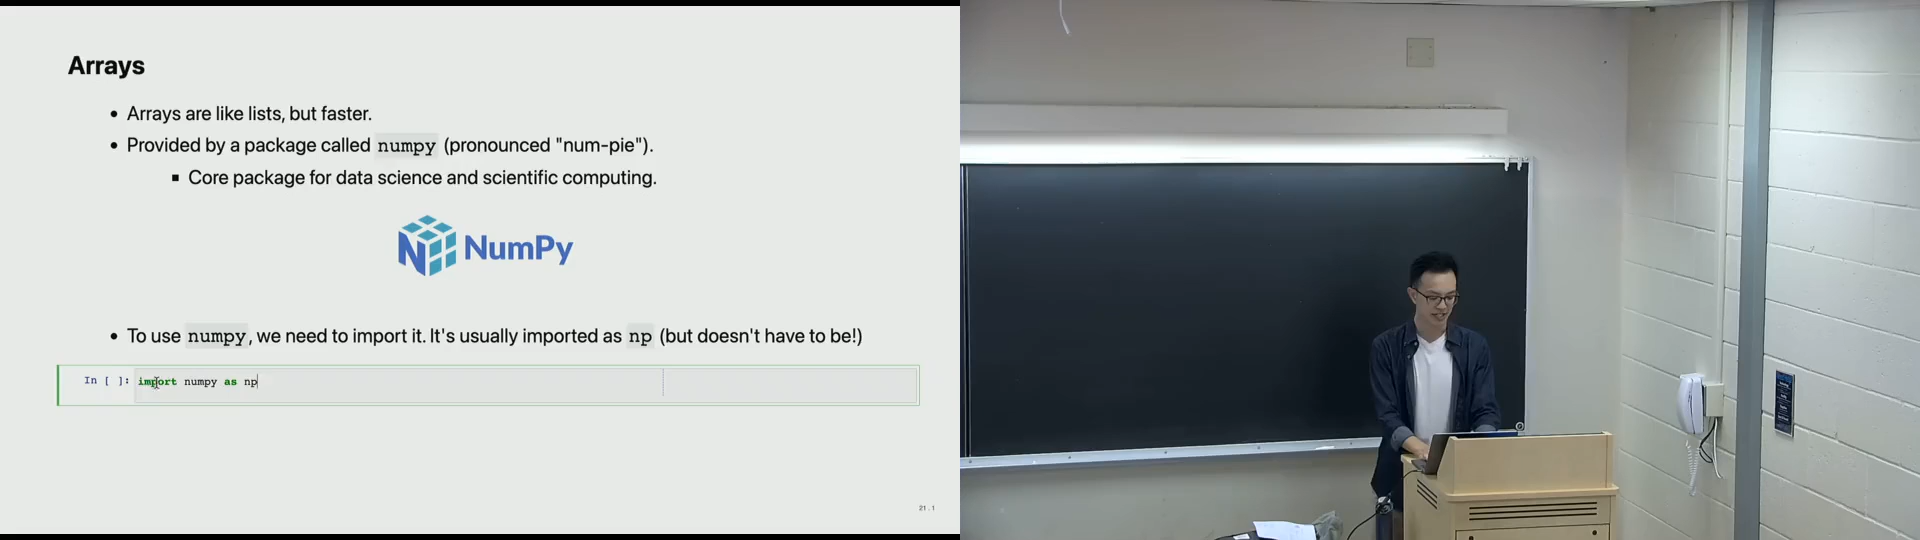 Arrays
• Arrays are like lists, but faster.
• Provided by a package called numpy (pronounced "num-pie").
▪ Core package for data science and scientific computing.
NumPy
• To use numpy, we need to import it. It's usually imported as np (but doesn't have to be!)
In [ ]: import numpy as np
21.1